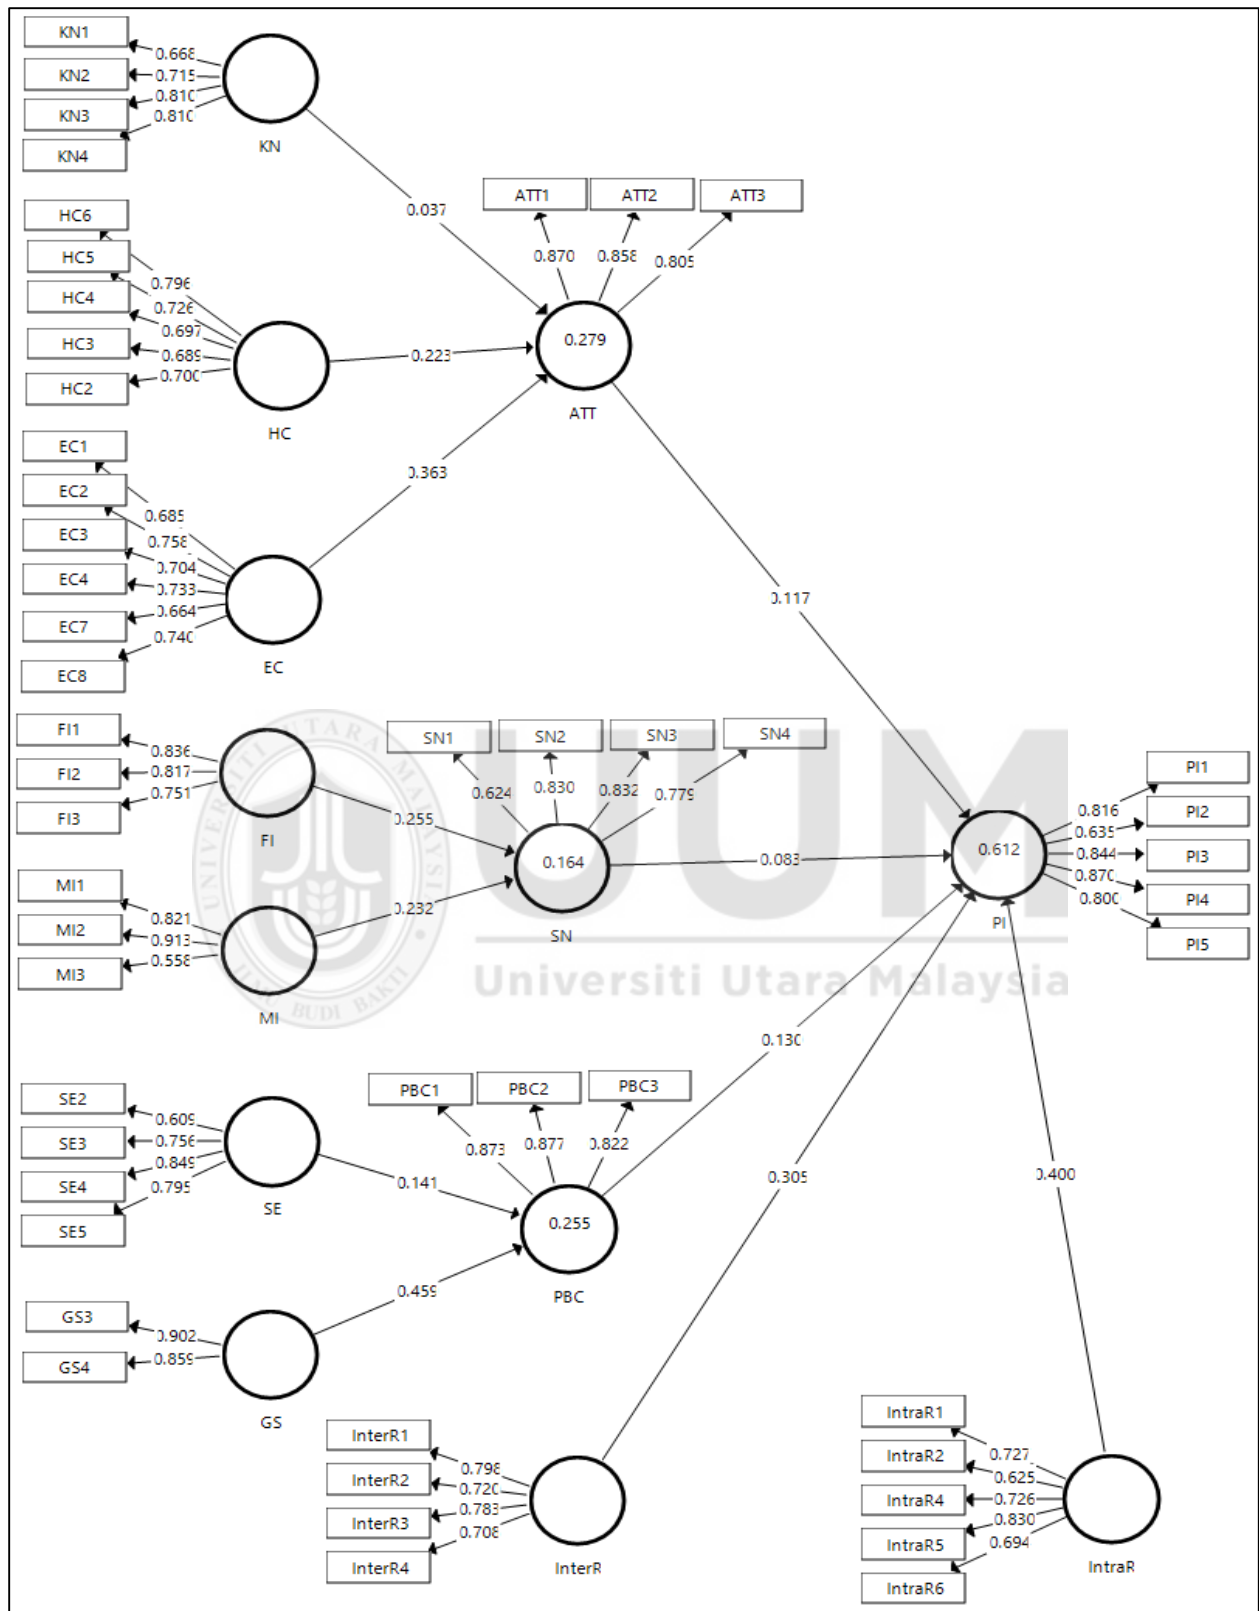 KN1
KN2
KN3
KN4
0.668
0.715
0.810
0.810
KN
0.037
HC6
HC5
HC4
HC3
HC2
0.796
0.726
0.697
0.689
0.700
HC
0.223
ATT1
ATT2
ATT3
0.870
0.858
0.805
0.279
ATT
EC1
EC2
EC3
EC4
EC7
EC8
0.685
0.758
0.704
0.733
0.664
0.740
EC
0.363
0.117
FI1
FI2
FI3
0.836
0.817
0.751
FI
0.255
SN1
SN2
SN3
SN4
0.624
0.830
0.832
0.779
0.164
SN
0.083
MI1
MI2
MI3
0.821
0.913
0.558
MI
0.232
0.612
PI
PI1
PI2
PI3
PI4
PI5
0.816
0.635
0.844
0.870
0.800
UNIVERSITI UTARA MALAYSIA
ILMU BUDI BAKTI
UUM
Universiti Utara Malaysia
0.130
SE2
SE3
SE4
SE5
0.609
0.756
0.849
0.795
SE
0.141
PBC1
PBC2
PBC3
0.873
0.877
0.822
0.255
PBC
0.305
0.400
GS3
GS4
0.902
0.859
GS
0.459
InterR1
InterR2
InterR3
InterR4
0.798
0.720
0.783
0.708
InterR
IntraR1
IntraR2
IntraR4
IntraR5
IntraR6
0.727
0.625
0.726
0.830
0.694
IntraR